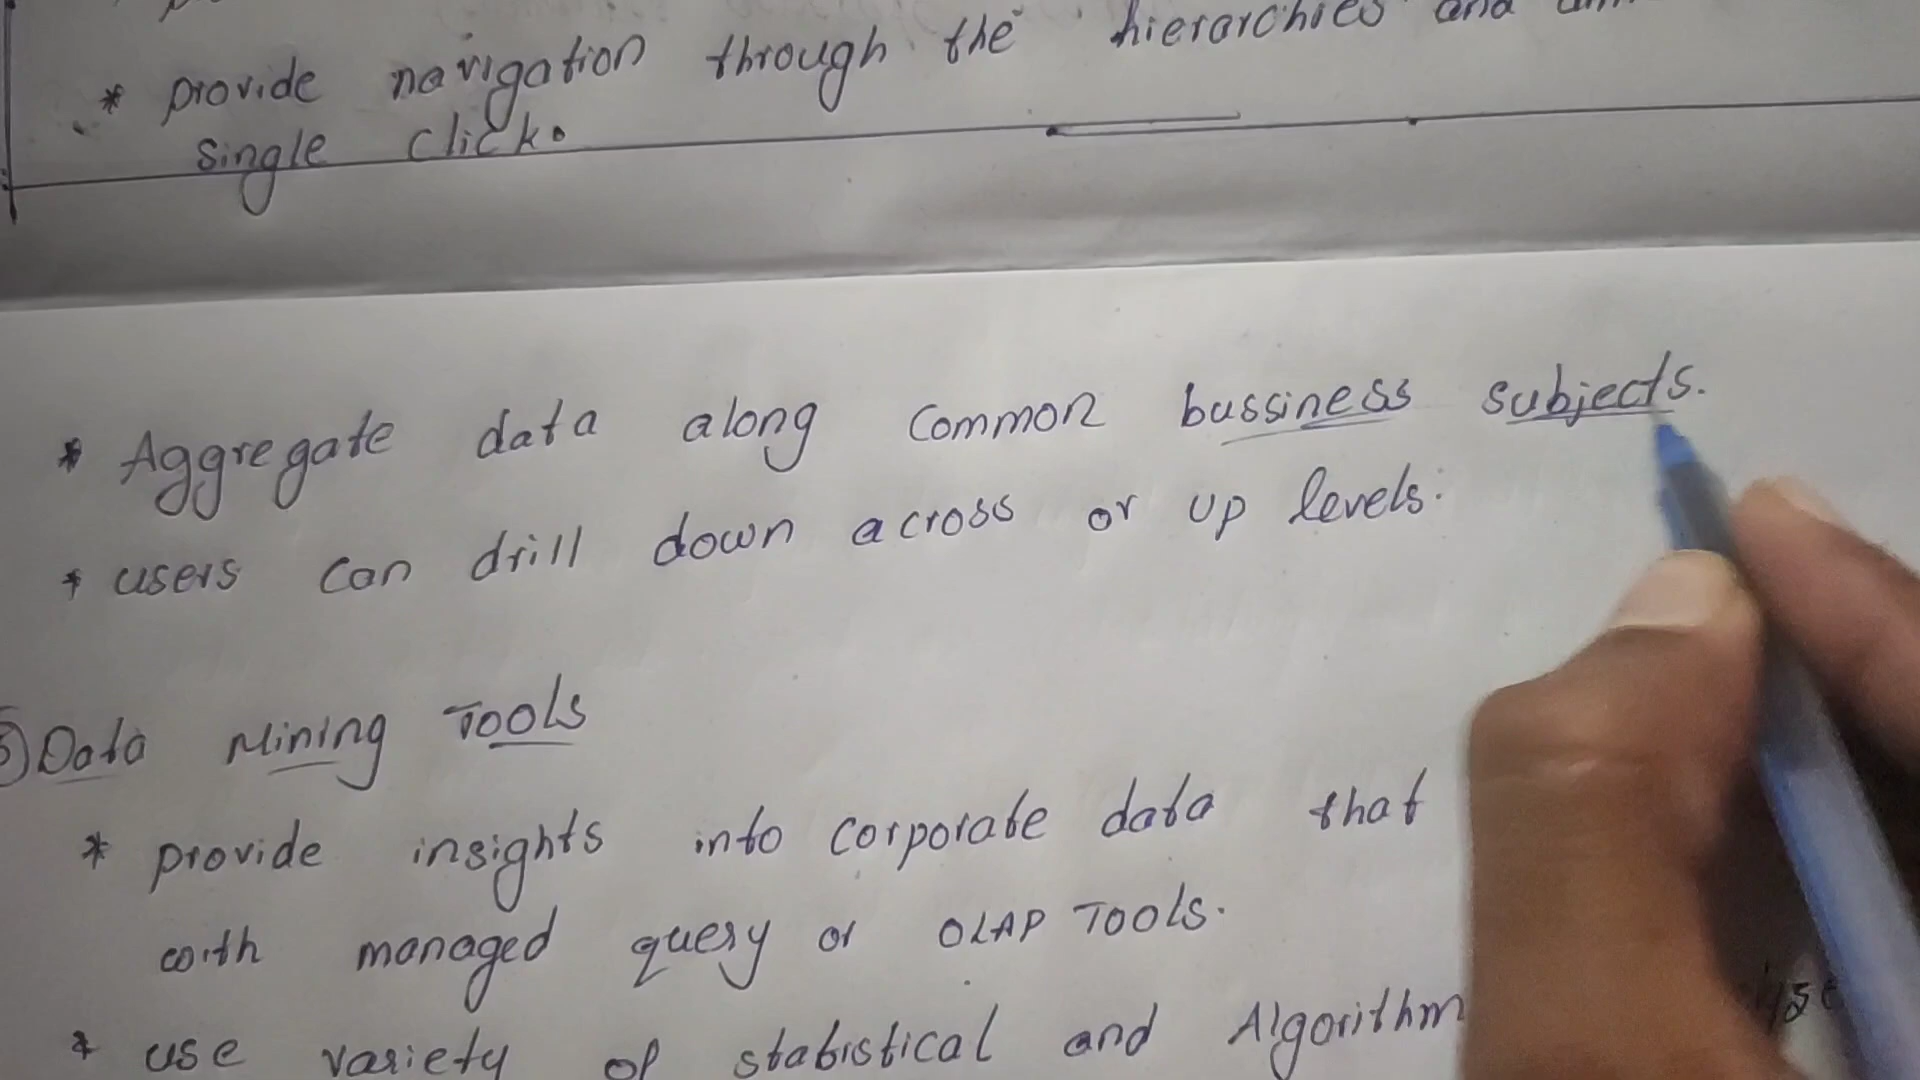 * provide navigation through the hierarchies and
single click.
* Aggregate data along common bussiness subjects.
* users can drill down across or up levels.
Data Mining Tools
* provide insights into corporate data that
with managed query or OLAP Tools.
* use variety of statistical and Algorithm